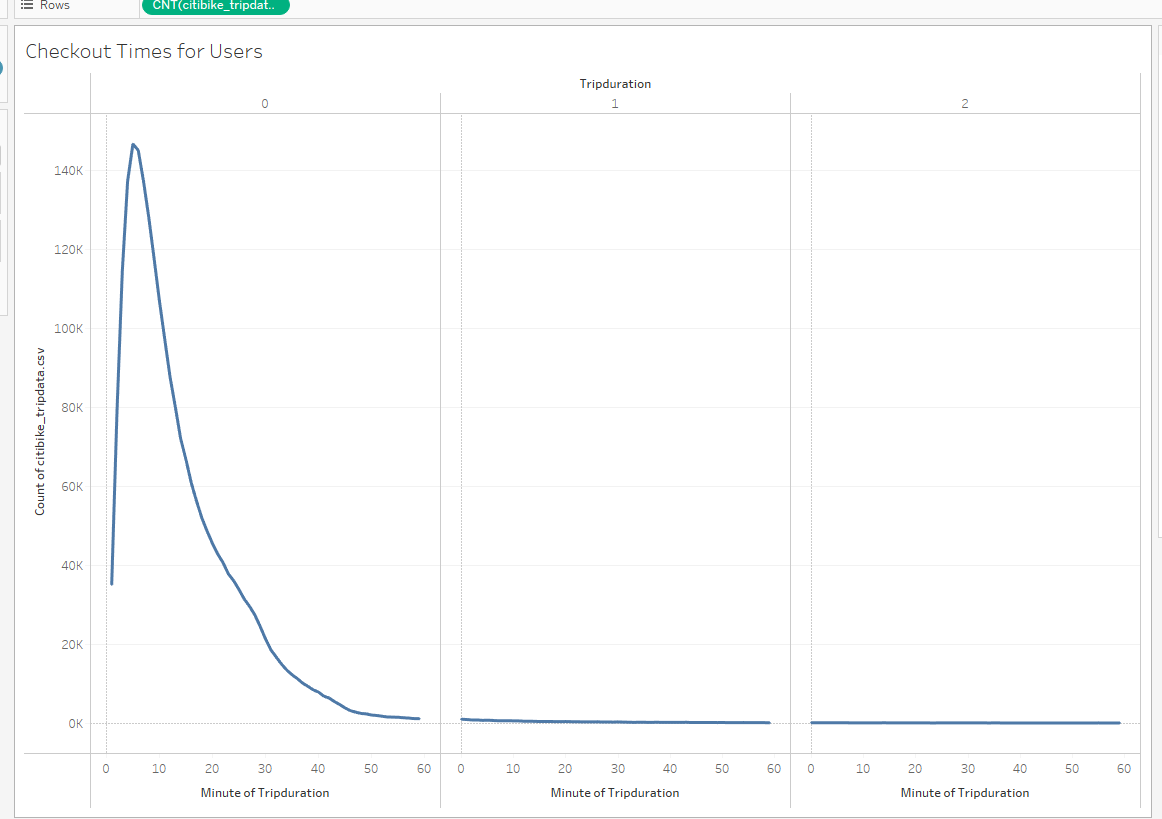 Rows
CNT(citibike_tripdat..
Checkout Times for Users
Tripduration
0 1 2
140K
120K
100K
80K
60K
40K
20K
0K
Count of citibike_tripdata.csv
0 10 20 30 40 50 60 0 10 20 30 40 50 60 0 10 20 30 40 50 60
Minute of Tripduration Minute of Tripduration Minute of Tripduration